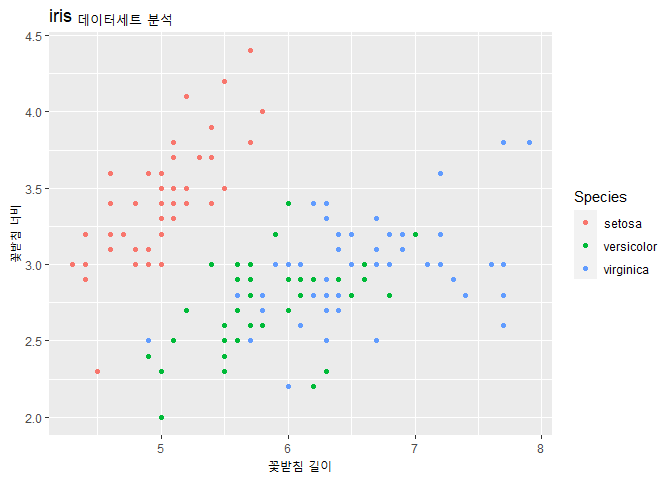 iris 데이터세트 분석
4.5
4.0
3.5
3.0
2.5
2.0
꽃받침 너비
5 6 7 8
꽃받침 길이
Species
setosa
versicolor
virginica